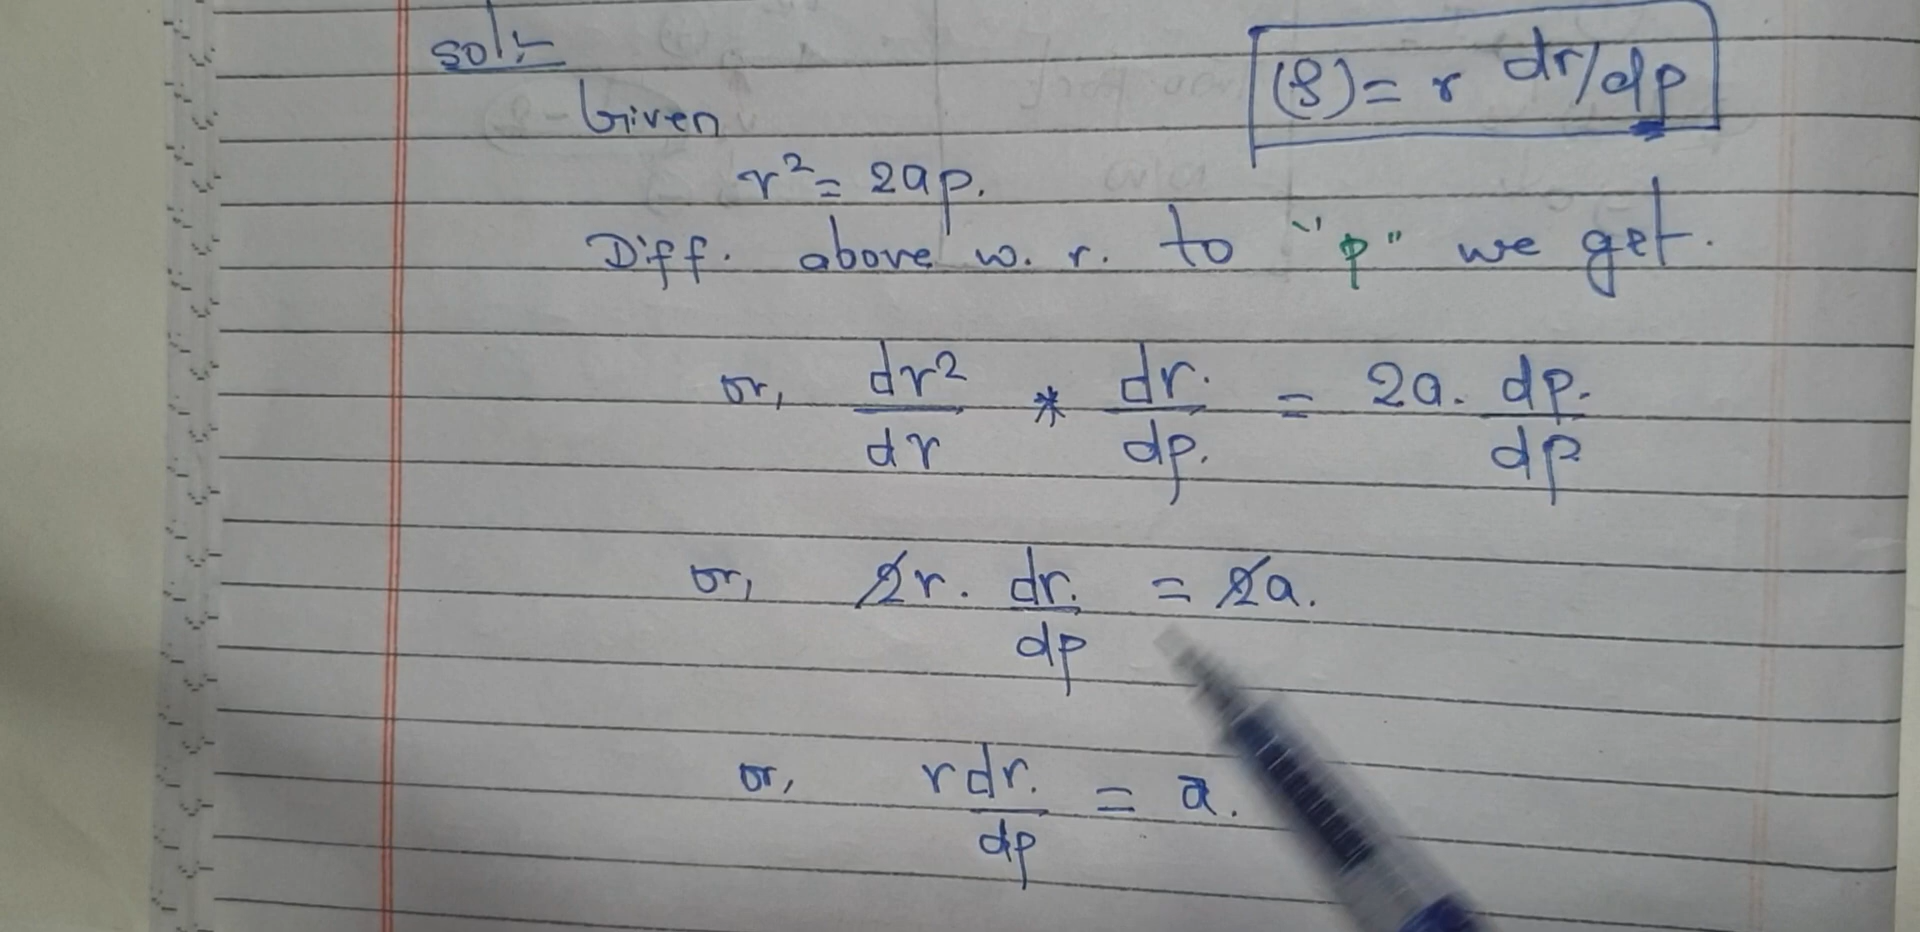 solⁿ:-
(ρ) = r dr/dp
Given
r² = 2ap.
Diff. above w. r. to "p" we get.
or, dr²/dr * dr./dp. = 2a. dp./dp
or, 2r. dr./dp = 2a.
or, r dr./dp = a.